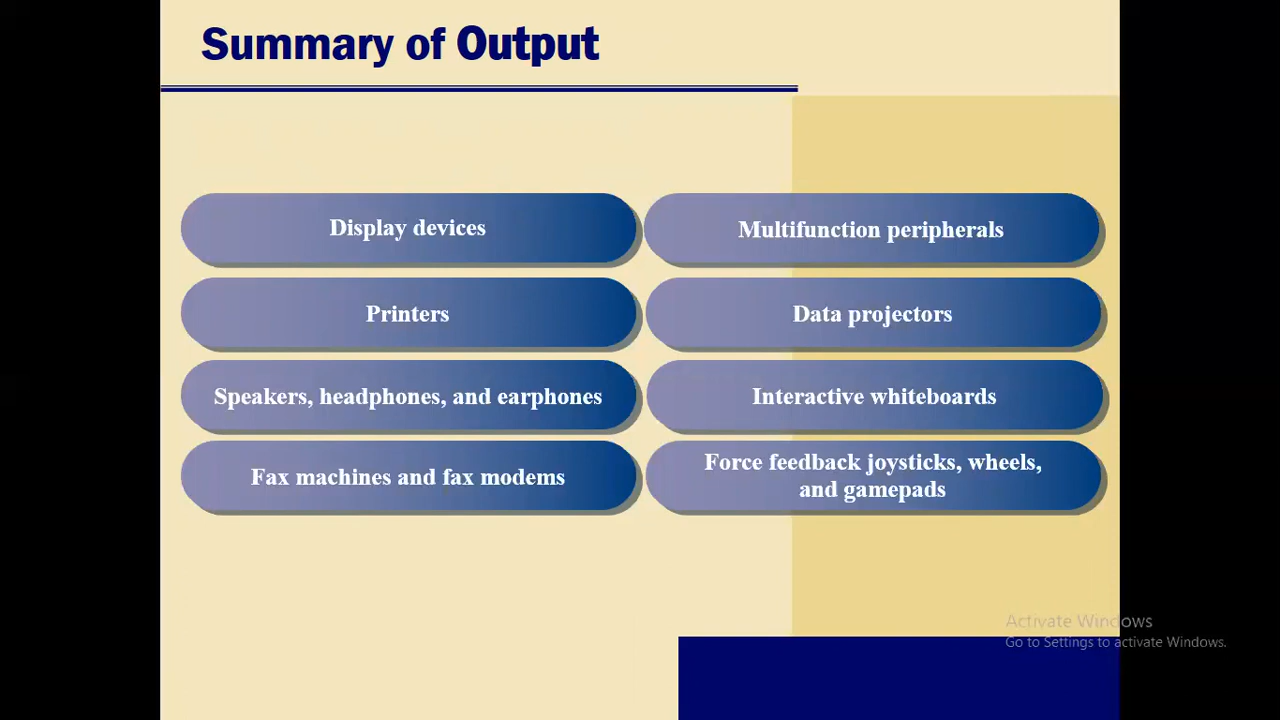 Summary of Output
Display devices
Multifunction peripherals
Printers
Data projectors
Speakers, headphones, and earphones
Interactive whiteboards
Fax machines and fax modems
Force feedback joysticks, wheels,
and gamepads
Activate Windows
Go to Settings to activate Windows.